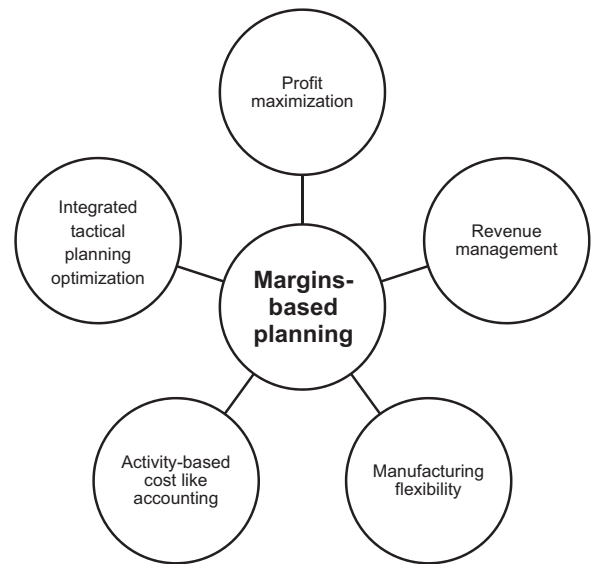 Profit
maximization
Integrated
tactical
planning
optimization
Revenue
management
Margins-
based
planning
Activity-based
cost like
accounting
Manufacturing
flexibility